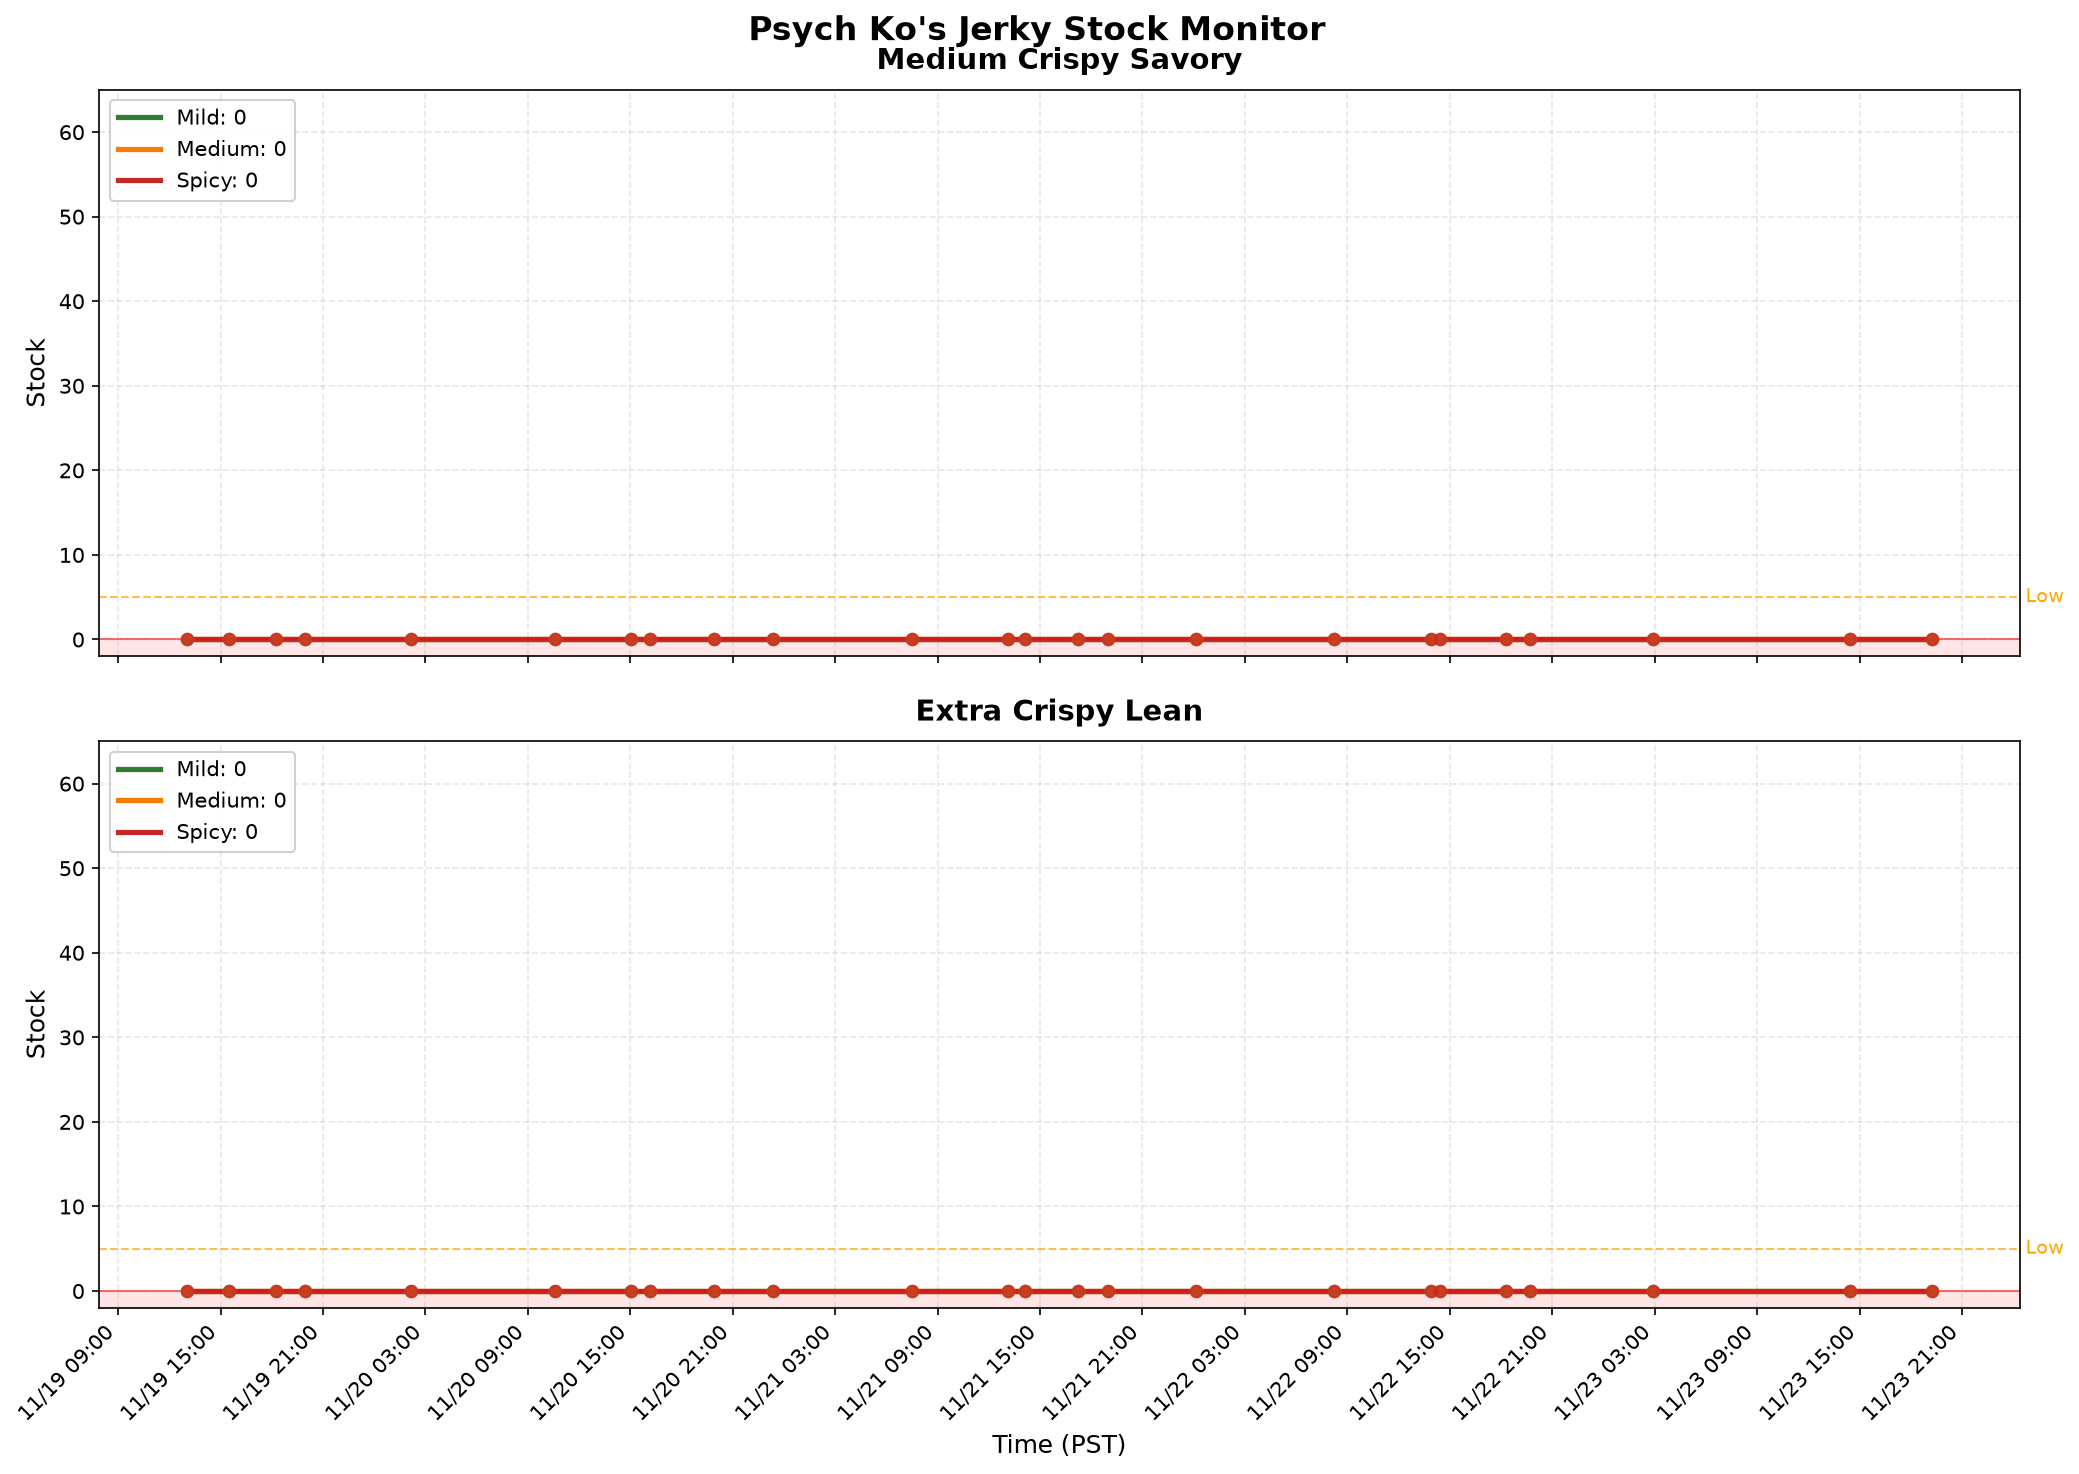 Psych Ko's Jerky Stock Monitor
Medium Crispy Savory
Mild: 0
Medium: 0
Spicy: 0
60
50
40
30
20
10
0
Stock
Low
Extra Crispy Lean
Mild: 0
Medium: 0
Spicy: 0
60
50
40
30
20
10
0
Stock
Low
11/19 09:00
11/19 15:00
11/19 21:00
11/20 03:00
11/20 09:00
11/20 15:00
11/20 21:00
11/21 03:00
11/21 09:00
11/21 15:00
11/21 21:00
11/22 03:00
11/22 09:00
11/22 15:00
11/22 21:00
11/23 03:00
11/23 09:00
11/23 15:00
11/23 21:00
Time (PST)